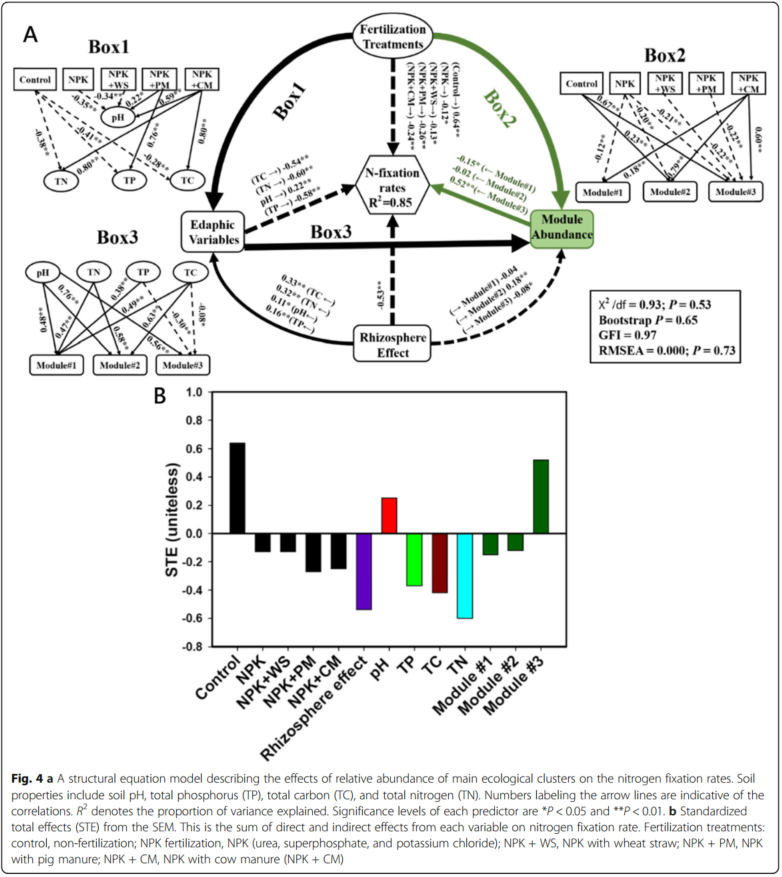 A
Fertilization
Treatments
Box1
Control
NPK
NPK
+WS
NPK
+PM
NPK
+CM
-0.35**
-0.34**
0.22*
0.59**
pH
-0.38**
-0.41**
0.76**
0.80**
0.80**
-0.28**
TN
TP
TC
Box1
(Control→) 0.64**
(NPK→) -0.12*
(NPK+WS→) -0.13*
(NPK+PM→) -0.26**
(NPK+CM→) -0.24**
Box2
Box2
Control
NPK
NPK
+WS
NPK
+PM
NPK
+CM
0.67**
-0.20**
-0.21**
-0.22**
-0.12**
0.23**
0.18**
0.79**
-0.22**
0.60**
Module#1
Module#2
Module#3
(TC →) -0.54**
(TN →) -0.60**
pH →) 0.22**
(TP →) -0.58**
N-fixation
rates
R²=0.85
-0.15* (← Module#1)
-0.02 (← Module#2)
0.52**(← Module#3)
Edaphic
Variables
Box3
Module
Abundance
Box3
pH
TN
TP
TC
0.76**
0.38**
0.49**
0.48**
0.47**
0.58**
0.63**
0.56**
-0.30**
-0.08*
Module#1
Module#2
Module#3
0.33** (TC ←)
0.32** (TN ←)
0.11* (pH←)
0.16**(TP←)
-0.53**
(→ Module#1) -0.04
(→ Module#2) 0.18**
(→ Module#3) -0.08*
Rhizosphere
Effect
X² /df = 0.93; P = 0.53
Bootstrap P = 0.65
GFI = 0.97
RMSEA = 0.000; P = 0.73
B
STE (uniteless)
1.0
0.8
0.6
0.4
0.2
0.0
-0.2
-0.4
-0.6
-0.8
Control
NPK
NPK+WS
NPK+PM
NPK+CM
Rhizosphere effect
pH
TP
TC
TN
Module #1
Module #2
Module #3
Fig. 4 a A structural equation model describing the effects of relative abundance of main ecological clusters on the nitrogen fixation rates. Soil
properties include soil pH, total phosphorus (TP), total carbon (TC), and total nitrogen (TN). Numbers labeling the arrow lines are indicative of the
correlations. R² denotes the proportion of variance explained. Significance levels of each predictor are *P < 0.05 and **P < 0.01. b Standardized
total effects (STE) from the SEM. This is the sum of direct and indirect effects from each variable on nitrogen fixation rate. Fertilization treatments:
control, non-fertilization; NPK fertilization, NPK (urea, superphosphate, and potassium chloride); NPK + WS, NPK with wheat straw; NPK + PM, NPK
with pig manure; NPK + CM, NPK with cow manure (NPK + CM)